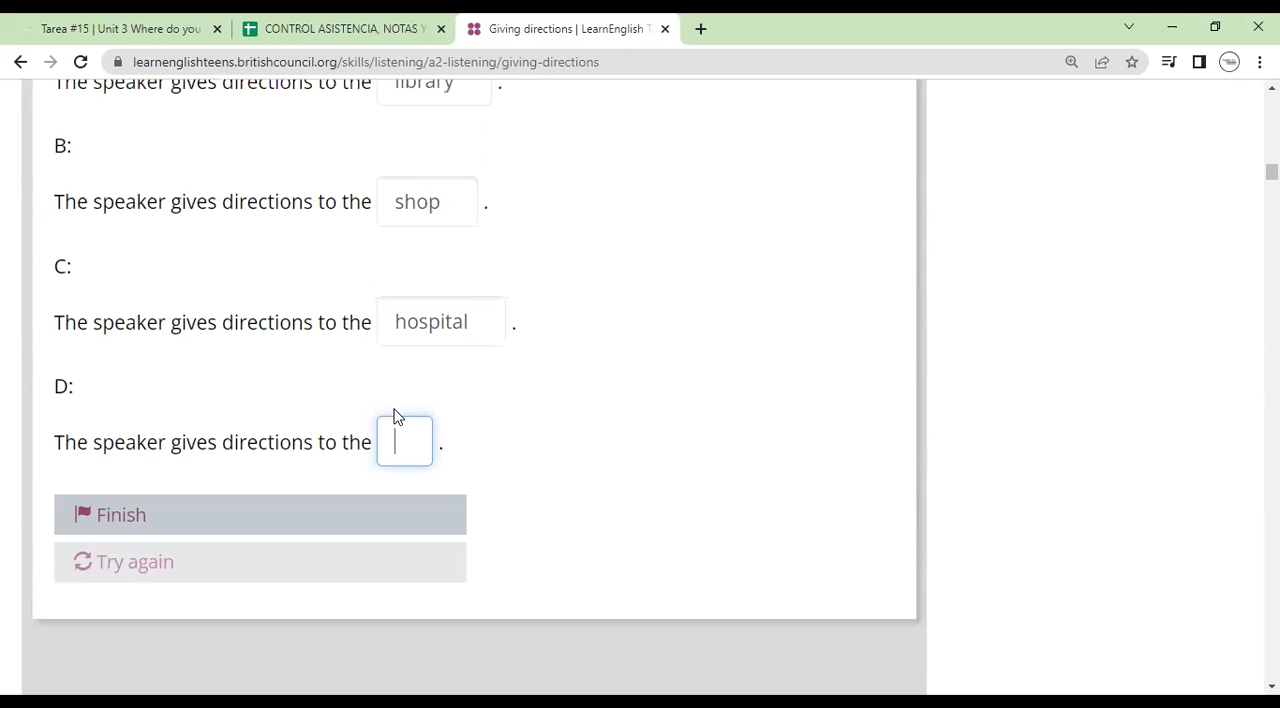 Tarea #15 | Unit 3 Where do you
CONTROL ASISTENCIA, NOTAS Y
Giving directions | LearnEnglish T
learnenglishteens.britishcouncil.org/skills/listening/a2-listening/giving-directions
The speaker gives directions to the library .
B:
The speaker gives directions to the shop .
C:
The speaker gives directions to the hospital .
D:
The speaker gives directions to the .
Finish
Try again